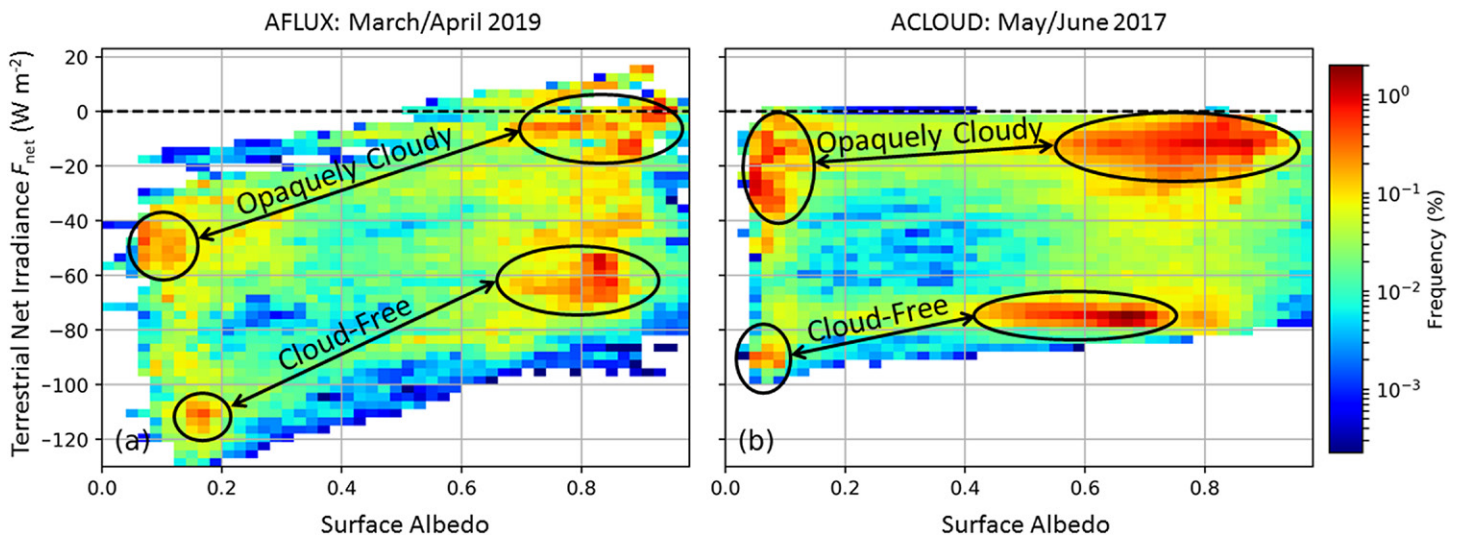 AFLUX: March/April 2019
ACLOUD: May/June 2017
Terrestrial Net Irradiance Fnet (W m−2)
20
0
−20
−40
−60
−80
−100
−120
Opaquely Cloudy
Cloud-Free
(a)
0.0 0.2 0.4 0.6 0.8
Surface Albedo
Opaquely Cloudy
Cloud-Free
(b)
0.0 0.2 0.4 0.6 0.8
Surface Albedo
10⁰
10⁻¹
10⁻²
10⁻³
Frequency (%)